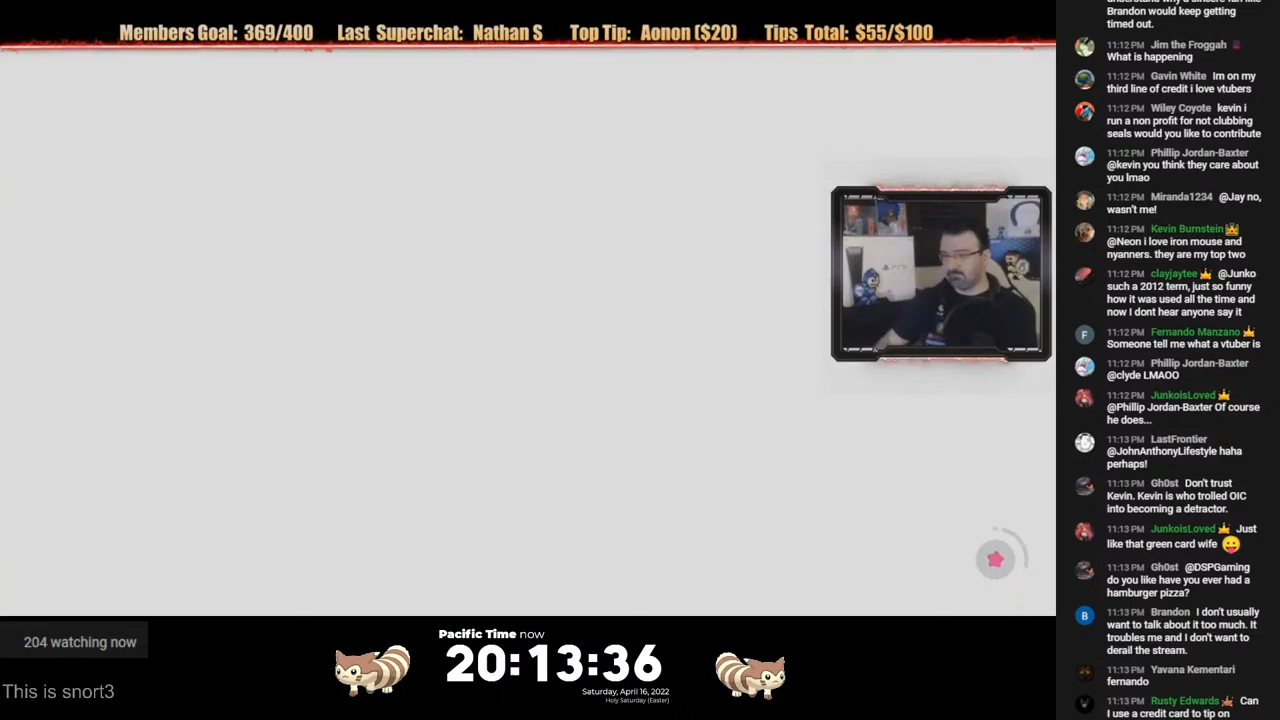 Members Goal: 369/400 Last Superchat: Nathan S Top Tip: Aonon ($20) Tips Total: $55/$100
Brandon would keep getting
timed out.
11:12 PM Jim the Froggah
What is happening
11:12 PM Gavin White Im on my
third line of credit i love vtubers
11:12 PM Wiley Coyote kevin i
run a non profit for not clubbing
seals would you like to contribute
11:12 PM Phillip Jordan-Baxter
@kevin you think they care about
you lmao
11:12 PM Miranda1234 @Jay no,
wasn't me!
11:12 PM Kevin Burnstein
@Neon i love iron mouse and
nyanners. they are my top two
11:12 PM clayjaytee @Junko
such a 2012 term, just so funny
how it was used all the time and
now I dont hear anyone say it
F
11:12 PM Fernando Manzano
Someone tell me what a vtuber is
11:12 PM Phillip Jordan-Baxter
@clyde LMAOO
11:12 PM JunkoisLoved
@Phillip Jordan-Baxter Of course
he does...
11:13 PM LastFrontier
@JohnAnthonyLifestyle haha
perhaps!
11:13 PM Gh0st Don't trust
Kevin. Kevin is who trolled OIC
into becoming a detractor.
11:13 PM JunkoisLoved Just
like that green card wife 😛
11:13 PM Gh0st @DSPGaming
do you like have you ever had a
hamburger pizza?
B
11:13 PM Brandon I don't usually
want to talk about it too much. It
troubles me and I don't want to
derail the stream.
11:13 PM Yavana Kementari
fernando
11:13 PM Rusty Edwards Can
I use a credit card to tip on
204 watching now
This is snort3
Pacific Time now
20:13:36
Saturday, April 16, 2022
Holy Saturday (Easter)